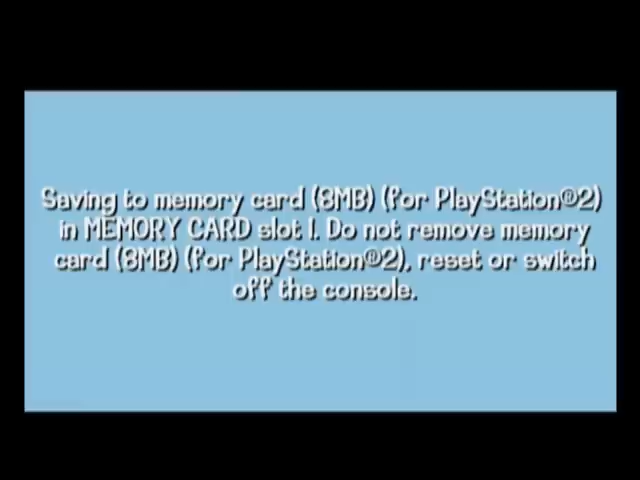 Saving to memory card (8MB) (for PlayStation®2)
in MEMORY CARD slot 1. Do not remove memory
card (8MB) (for PlayStation®2), reset or switch
off the console.